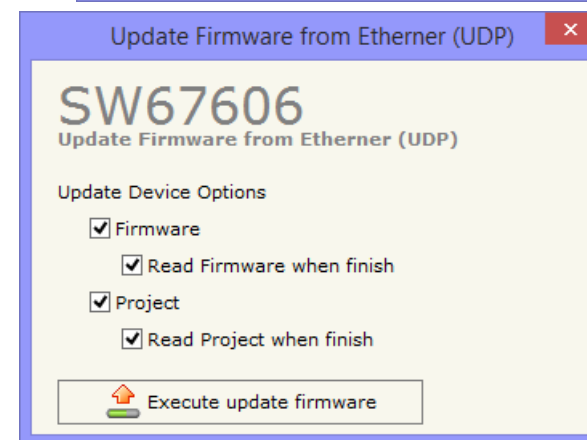 Update Firmware from Etherner (UDP)
SW67606
Update Firmware from Etherner (UDP)
Update Device Options
Firmware
Read Firmware when finish
Project
Read Project when finish
Execute update firmware